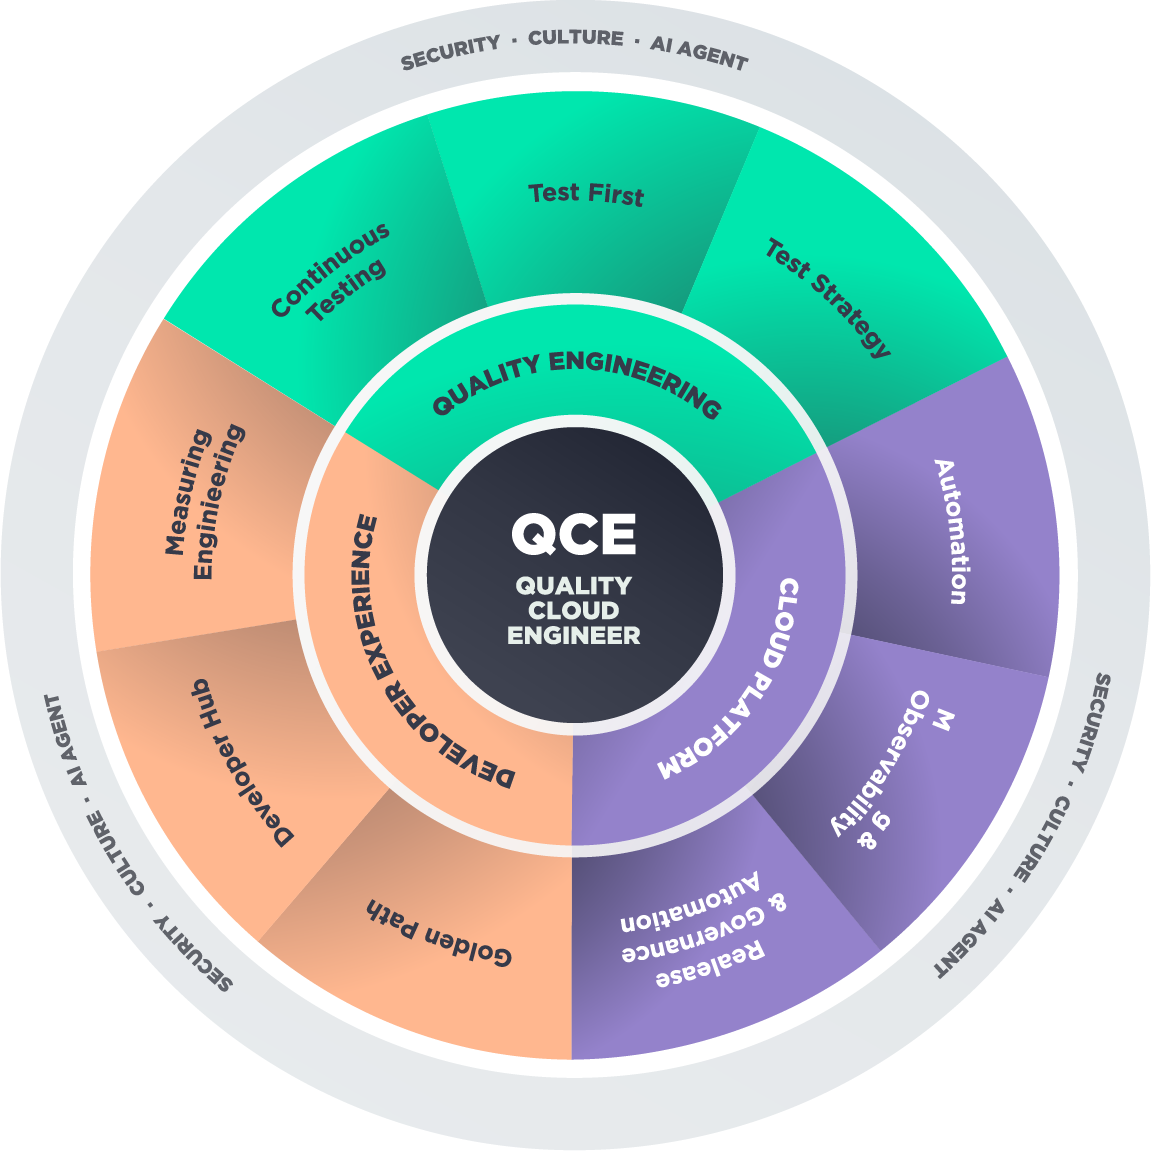 SECURITY · CULTURE · AI AGENT
Test First
Test Strategy
Automation
M
Observability
g &
Realease
& Governance
Automation
Golden Path
Developer Hub
Measuring
Enginieering
Continuous
Testing
QUALITY ENGINEERING
CLOUD PLATFORM
DEVELOPER EXPERIENCE
QCE
QUALITY
CLOUD
ENGINEER
SECURITY · CULTURE · AI AGENT
SECURITY · CULTURE · AI AGENT